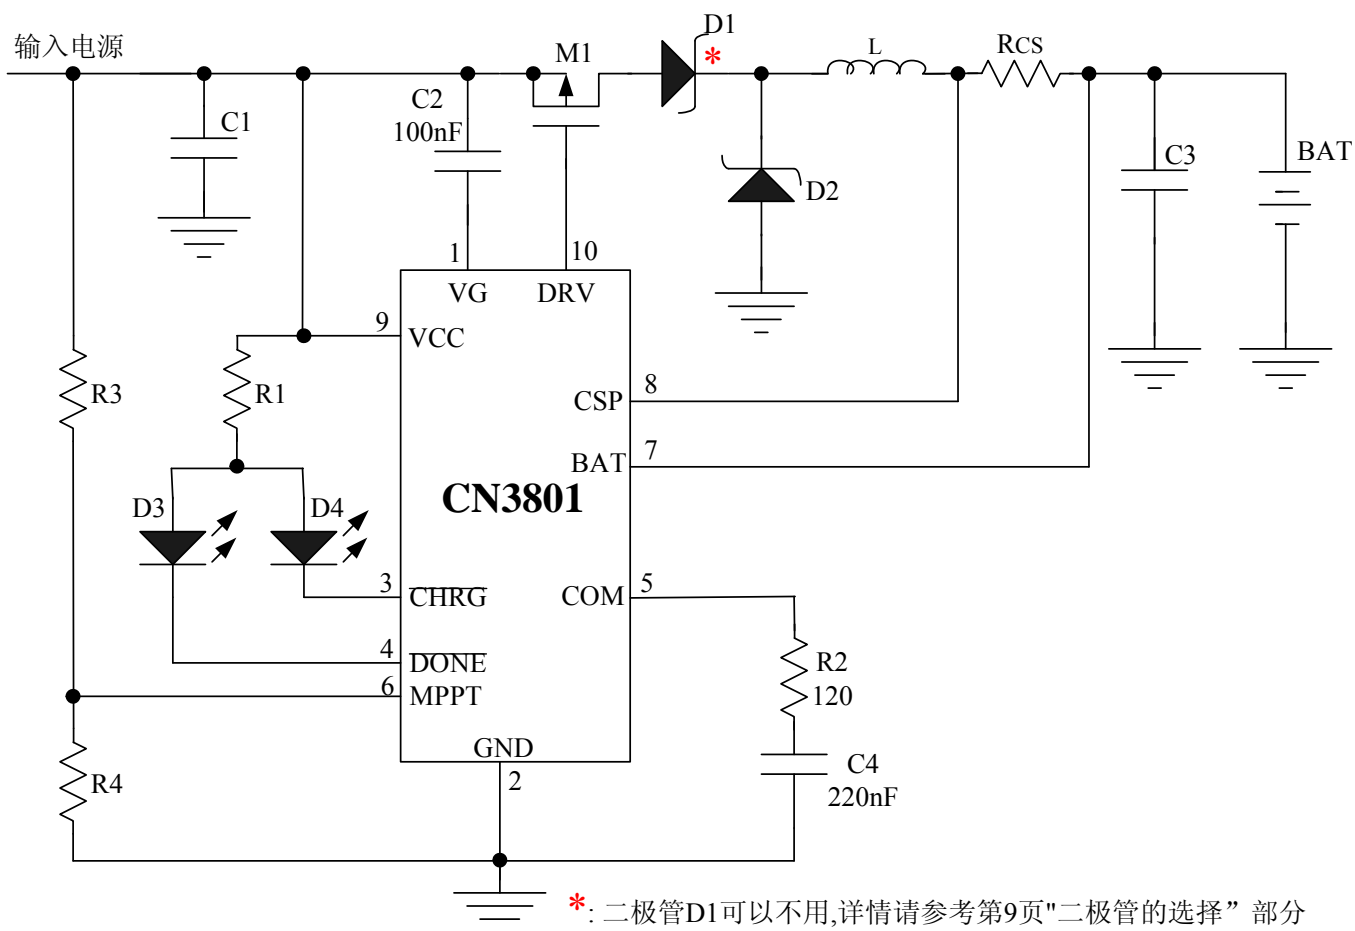 输入电源
D1
*
M1
L
RCS
C2
100nF
C1
C3
BAT
D2
1
10
VG
DRV
9
VCC
R3
R1
8
CSP
7
BAT
CN3801
D3
D4
3
CHRG
COM
5
4
DONE
6
MPPT
R2
120
GND
2
R4
C4
220nF
*: 二极管D1可以不用,详情请参考第9页"二极管的选择”部分